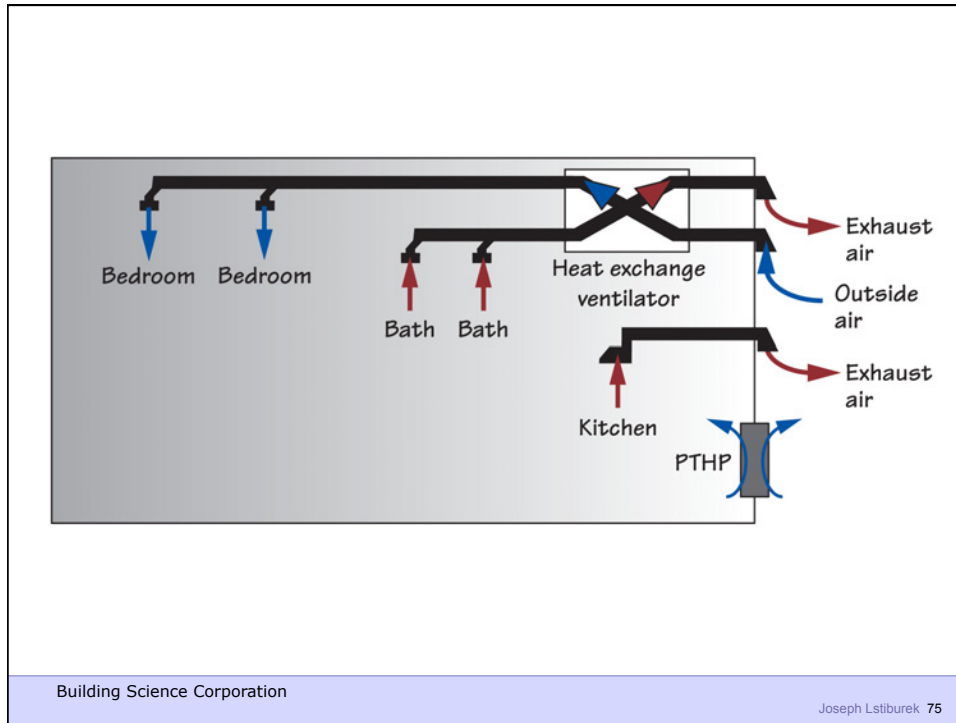 Bedroom
Bedroom
Bath
Bath
Heat exchange
ventilator
Exhaust
air
Outside
air
Kitchen
Exhaust
air
PTHP
Building Science Corporation
Joseph Lstiburek 75